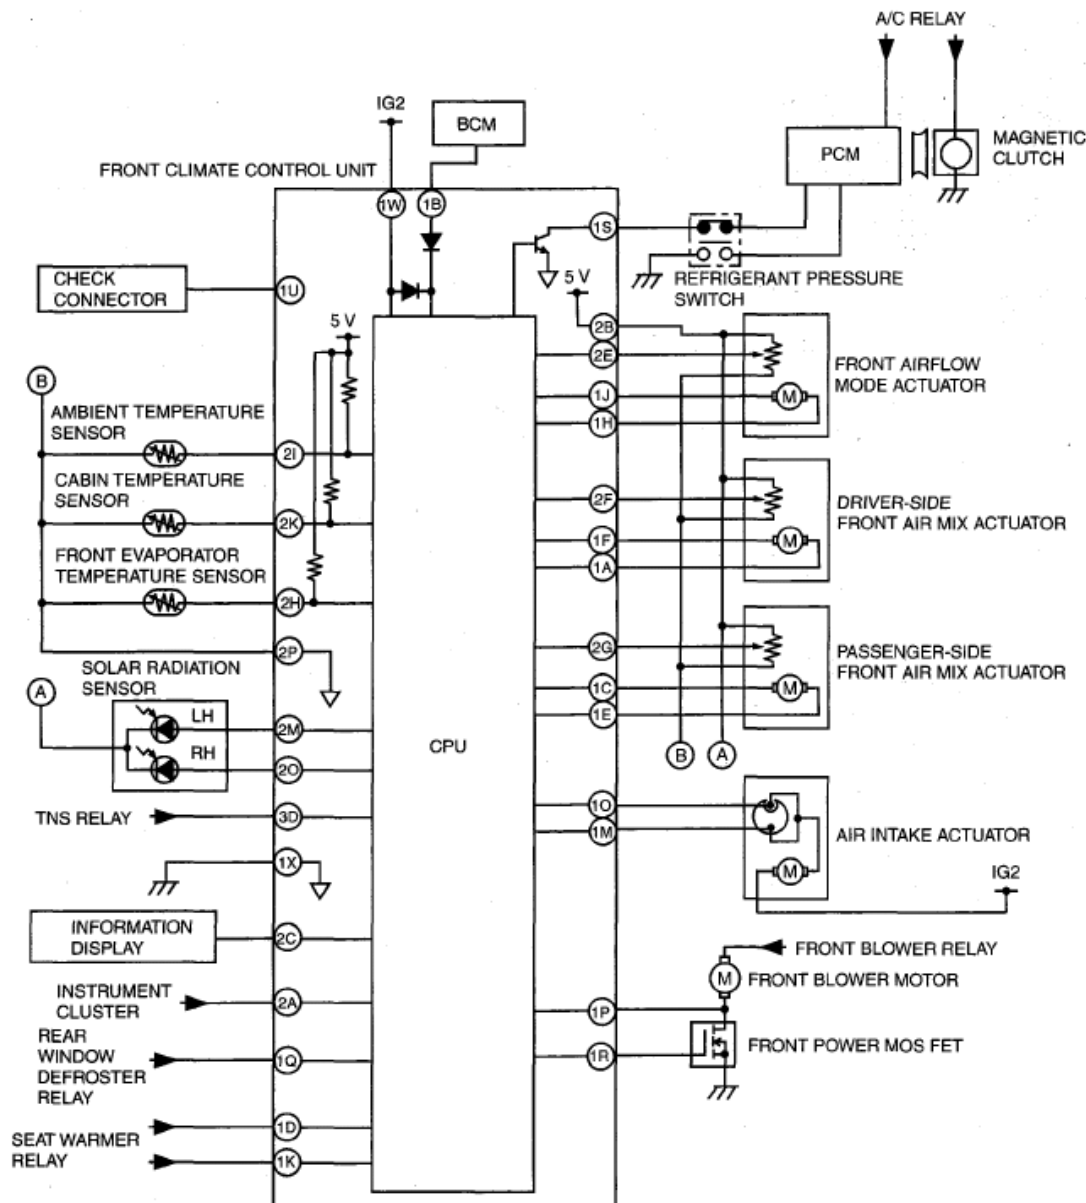 A/C RELAY
IG2
BCM
PCM
MAGNETIC
CLUTCH
FRONT CLIMATE CONTROL UNIT
1W
1B
1S
5 V
REFRIGERANT PRESSURE
SWITCH
CHECK
CONNECTOR
1U
5 V
2B
2E
1J
1H
FRONT AIRFLOW
MODE ACTUATOR
M
B
AMBIENT TEMPERATURE
SENSOR
2I
CABIN TEMPERATURE
SENSOR
2K
FRONT EVAPORATOR
TEMPERATURE SENSOR
2H
2P
2F
1F
1A
DRIVER-SIDE
FRONT AIR MIX ACTUATOR
M
2G
1C
1E
PASSENGER-SIDE
FRONT AIR MIX ACTUATOR
M
B
A
SOLAR RADIATION
SENSOR
A
LH
RH
2M
2O
CPU
TNS RELAY
3D
1X
1O
1M
AIR INTAKE ACTUATOR
M
IG2
INFORMATION
DISPLAY
2C
FRONT BLOWER RELAY
M
FRONT BLOWER MOTOR
INSTRUMENT
CLUSTER
2A
1P
REAR
WINDOW
DEFROSTER
RELAY
1Q
1R
FRONT POWER MOS FET
SEAT WARMER
RELAY
1D
1K